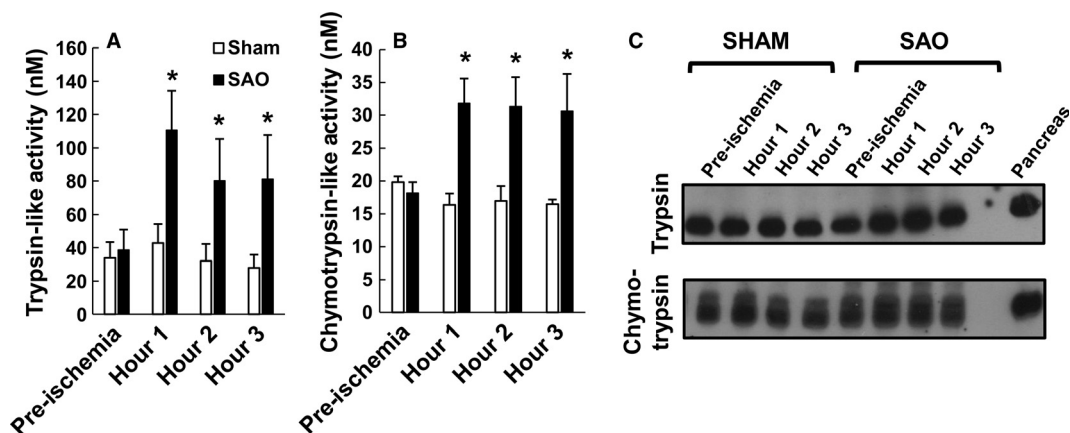 A
Trypsin-like activity (nM)
160
140
120
100
80
60
40
20
0
Sham
SAO
*
*
*
Pre-ischemia
Hour 1
Hour 2
Hour 3
B
Chymotrypsin-like activity (nM)
40
35
30
25
20
15
10
5
0
*
*
*
Pre-ischemia
Hour 1
Hour 2
Hour 3
C
SHAM
SAO
Pre-ischemia
Hour 1
Hour 2
Hour 3
Pre-ischemia
Hour 1
Hour 2
Hour 3
Pancreas
Trypsin
Chymo-
trypsin